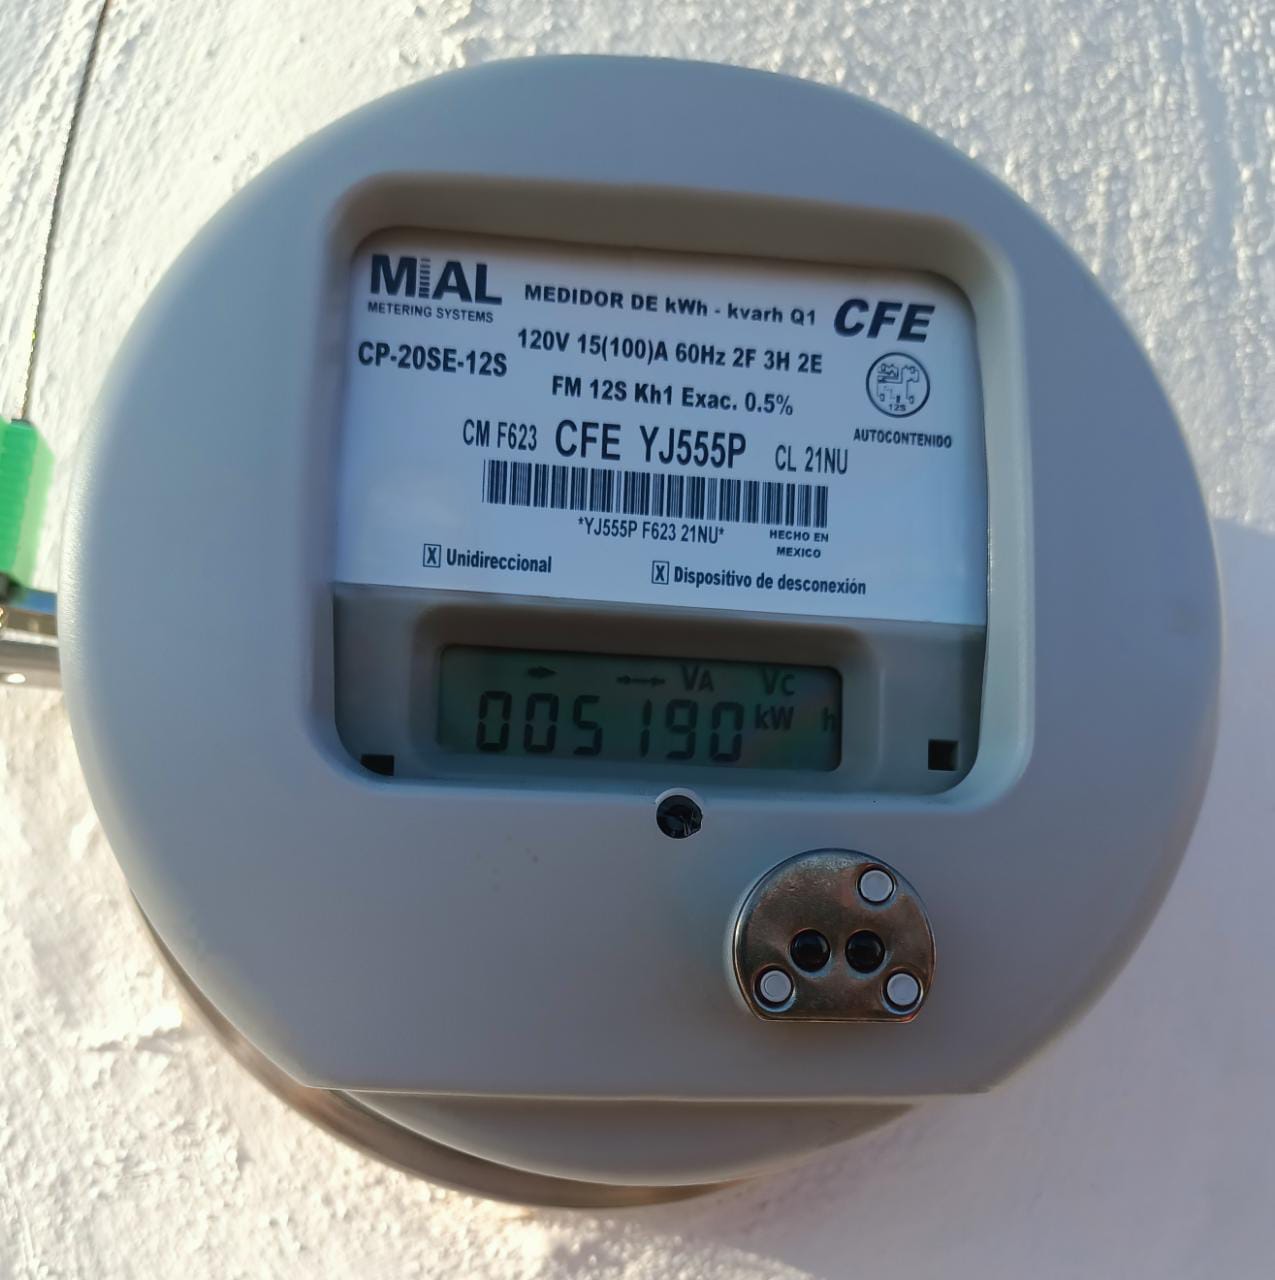 MIAL
METERING SYSTEMS
MEDIDOR DE kWh - kvarh Q1
CFE
CP-20SE-12S
120V 15(100)A 60Hz 2F 3H 2E
FM 12S Kh1 Exac. 0.5%
12S
AUTOCONTENIDO
CM F623 CFE YJ555P CL 21NU
*YJ555P F623 21NU*
HECHO EN
MEXICO
X Unidireccional
X Dispositivo de desconexión
VA VC
005190 kW h